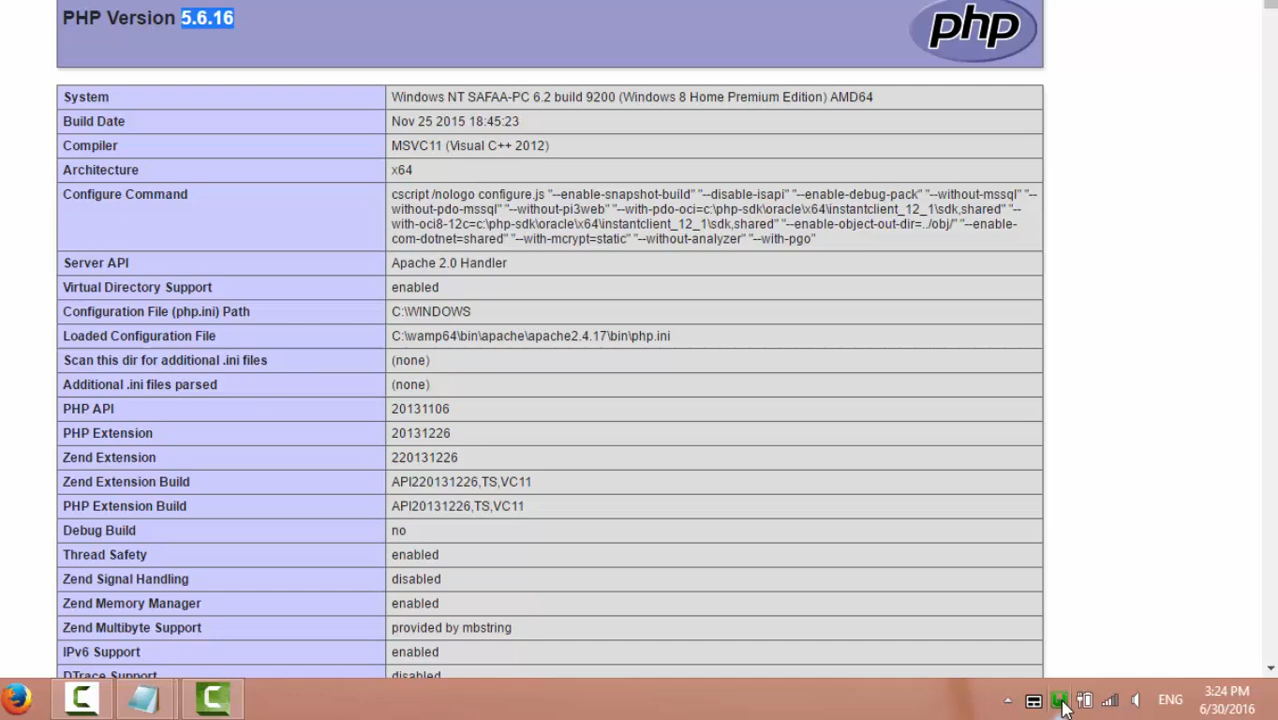 PHP Version 5.6.16
php
System Windows NT SAFAA-PC 6.2 build 9200 (Windows 8 Home Premium Edition) AMD64
Build Date Nov 25 2015 18:45:23
Compiler MSVC11 (Visual C++ 2012)
Architecture x64
Configure Command cscript /nologo configure.js "--enable-snapshot-build" "--disable-isapi" "--enable-debug-pack" "--without-mssql" "--
without-pdo-mssql" "--without-pi3web" "--with-pdo-oci=c:\php-sdk\oracle\x64\instantclient_12_1\sdk,shared" "--
with-oci8-12c=c:\php-sdk\oracle\x64\instantclient_12_1\sdk,shared" "--enable-object-out-dir=../obj/" "--enable-
com-dotnet=shared" "--with-mcrypt=static" "--without-analyzer" "--with-pgo"
Server API Apache 2.0 Handler
Virtual Directory Support enabled
Configuration File (php.ini) Path C:\WINDOWS
Loaded Configuration File C:\wamp64\bin\apache\apache2.4.17\bin\php.ini
Scan this dir for additional .ini files (none)
Additional .ini files parsed (none)
PHP API 20131106
PHP Extension 20131226
Zend Extension 220131226
Zend Extension Build API220131226,TS,VC11
PHP Extension Build API20131226,TS,VC11
Debug Build no
Thread Safety enabled
Zend Signal Handling disabled
Zend Memory Manager enabled
Zend Multibyte Support provided by mbstring
IPv6 Support enabled
DTrace Support disabled
ENG
3:24 PM
6/30/2016